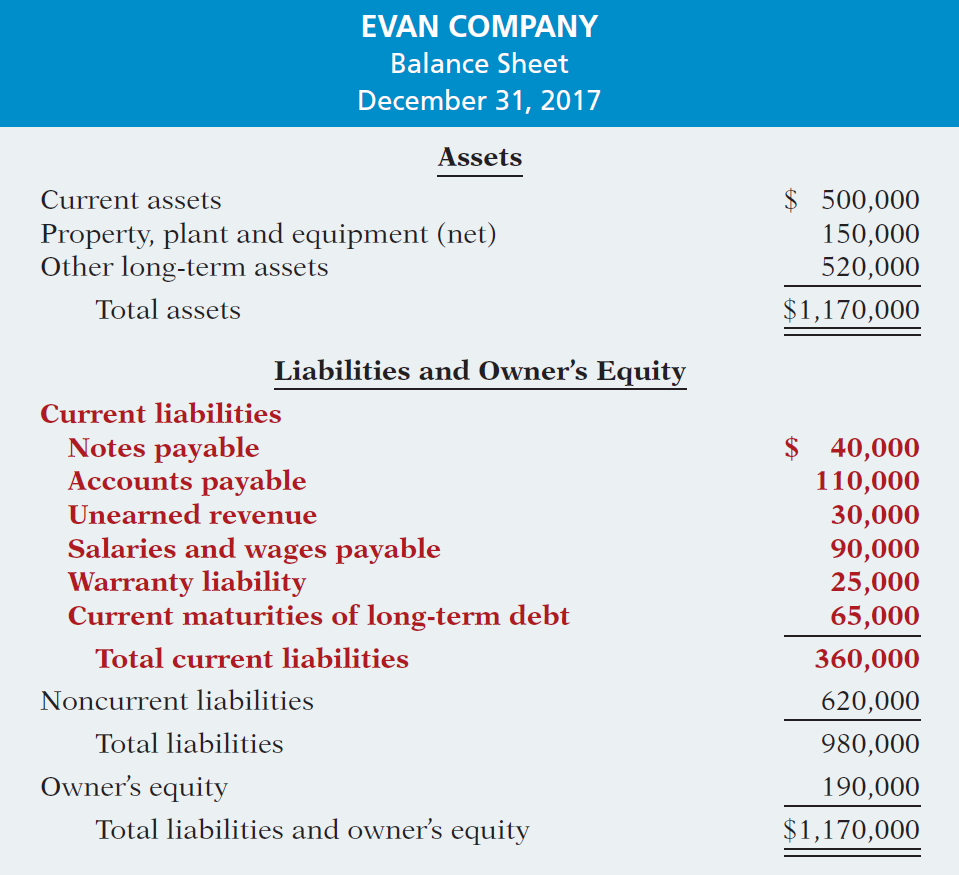 EVAN COMPANY
Balance Sheet
December 31, 2017
Assets
Current assets $ 500,000
Property, plant and equipment (net) 150,000
Other long-term assets 520,000
Total assets $1,170,000
Liabilities and Owner’s Equity
Current liabilities
Notes payable $ 40,000
Accounts payable 110,000
Unearned revenue 30,000
Salaries and wages payable 90,000
Warranty liability 25,000
Current maturities of long-term debt 65,000
Total current liabilities 360,000
Noncurrent liabilities 620,000
Total liabilities 980,000
Owner’s equity 190,000
Total liabilities and owner’s equity $1,170,000